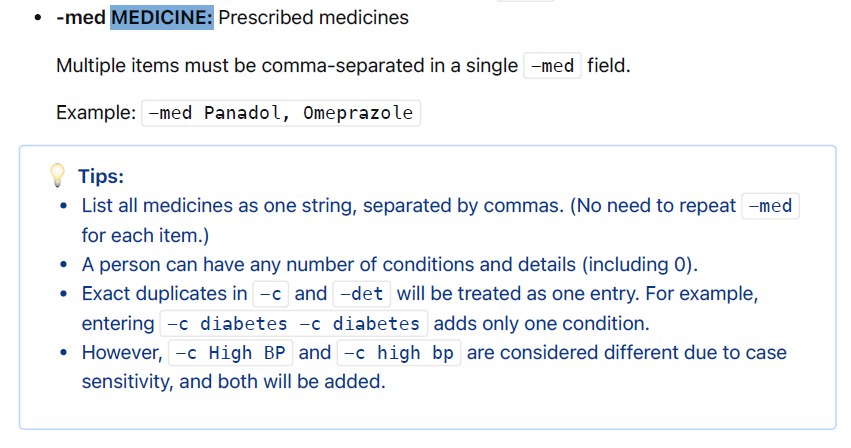 • -med MEDICINE: Prescribed medicines
Multiple items must be comma-separated in a single -med field.
Example: -med Panadol, Omeprazole
Tips:
• List all medicines as one string, separated by commas. (No need to repeat -med
for each item.)
• A person can have any number of conditions and details (including 0).
• Exact duplicates in -c and -det will be treated as one entry. For example,
entering -c diabetes -c diabetes adds only one condition.
• However, -c High BP and -c high bp are considered different due to case
sensitivity, and both will be added.